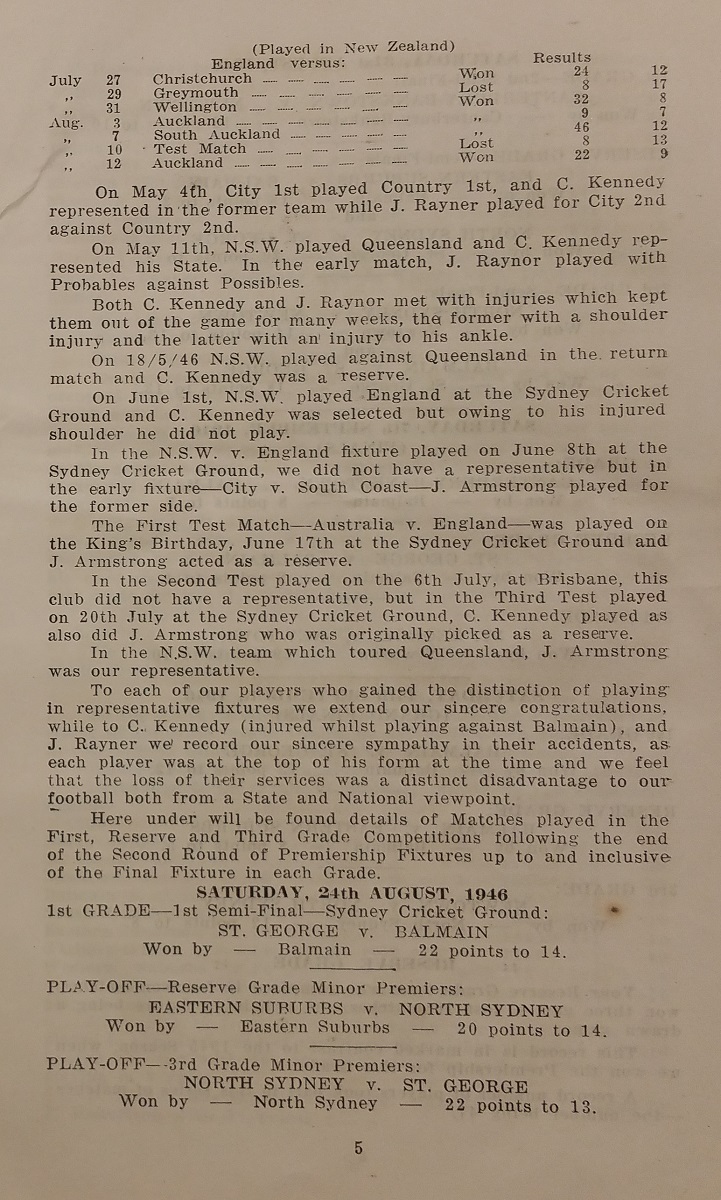 (Played in New Zealand)
England versus: Results
July 27 Christchurch Won 24 12
,, 29 Greymouth Lost 8 17
,, 31 Wellington Won 32 8
Aug. 3 Auckland ,, 9 7
,, 7 South Auckland ,, 46 12
,, 10 Test Match Lost 8 13
,, 12 Auckland Won 22 9
On May 4th, City 1st played Country 1st, and C. Kennedy
represented in the former team while J. Rayner played for City 2nd
against Country 2nd.
On May 11th, N.S.W. played Queensland and C. Kennedy rep-
resented his State. In the early match, J. Raynor played with
Probables against Possibles.
Both C. Kennedy and J. Raynor met with injuries which kept
them out of the game for many weeks, the former with a shoulder
injury and the latter with an injury to his ankle.
On 18/5/46 N.S.W. played against Queensland in the return
match and C. Kennedy was a reserve.
On June 1st, N.S.W. played England at the Sydney Cricket
Ground and C. Kennedy was selected but owing to his injured
shoulder he did not play.
In the N.S.W. v. England fixture played on June 8th at the
Sydney Cricket Ground, we did not have a representative but in
the early fixture—City v. South Coast—J. Armstrong played for
the former side.
The First Test Match—Australia v. England—was played on
the King's Birthday, June 17th at the Sydney Cricket Ground and
J. Armstrong acted as a reserve.
In the Second Test played on the 6th July, at Brisbane, this
club did not have a representative, but in the Third Test played
on 20th July at the Sydney Cricket Ground, C. Kennedy played as
also did J. Armstrong who was originally picked as a reserve.
In the N.S.W. team which toured Queensland, J. Armstrong
was our representative.
To each of our players who gained the distinction of playing
in representative fixtures we extend our sincere congratulations,
while to C. Kennedy (injured whilst playing against Balmain), and
J. Rayner we record our sincere sympathy in their accidents, as
each player was at the top of his form at the time and we feel
that the loss of their services was a distinct disadvantage to our
football both from a State and National viewpoint.
Here under will be found details of Matches played in the
First, Reserve and Third Grade Competitions following the end
of the Second Round of Premiership Fixtures up to and inclusive
of the Final Fixture in each Grade.
SATURDAY, 24th AUGUST, 1946
1st GRADE—1st Semi-Final—Sydney Cricket Ground:
ST. GEORGE v. BALMAIN
Won by — Balmain — 22 points to 14.
PLAY-OFF—Reserve Grade Minor Premiers:
EASTERN SUBURBS v. NORTH SYDNEY
Won by — Eastern Suburbs — 20 points to 14.
PLAY-OFF—3rd Grade Minor Premiers:
NORTH SYDNEY v. ST. GEORGE
Won by — North Sydney — 22 points to 13.
5